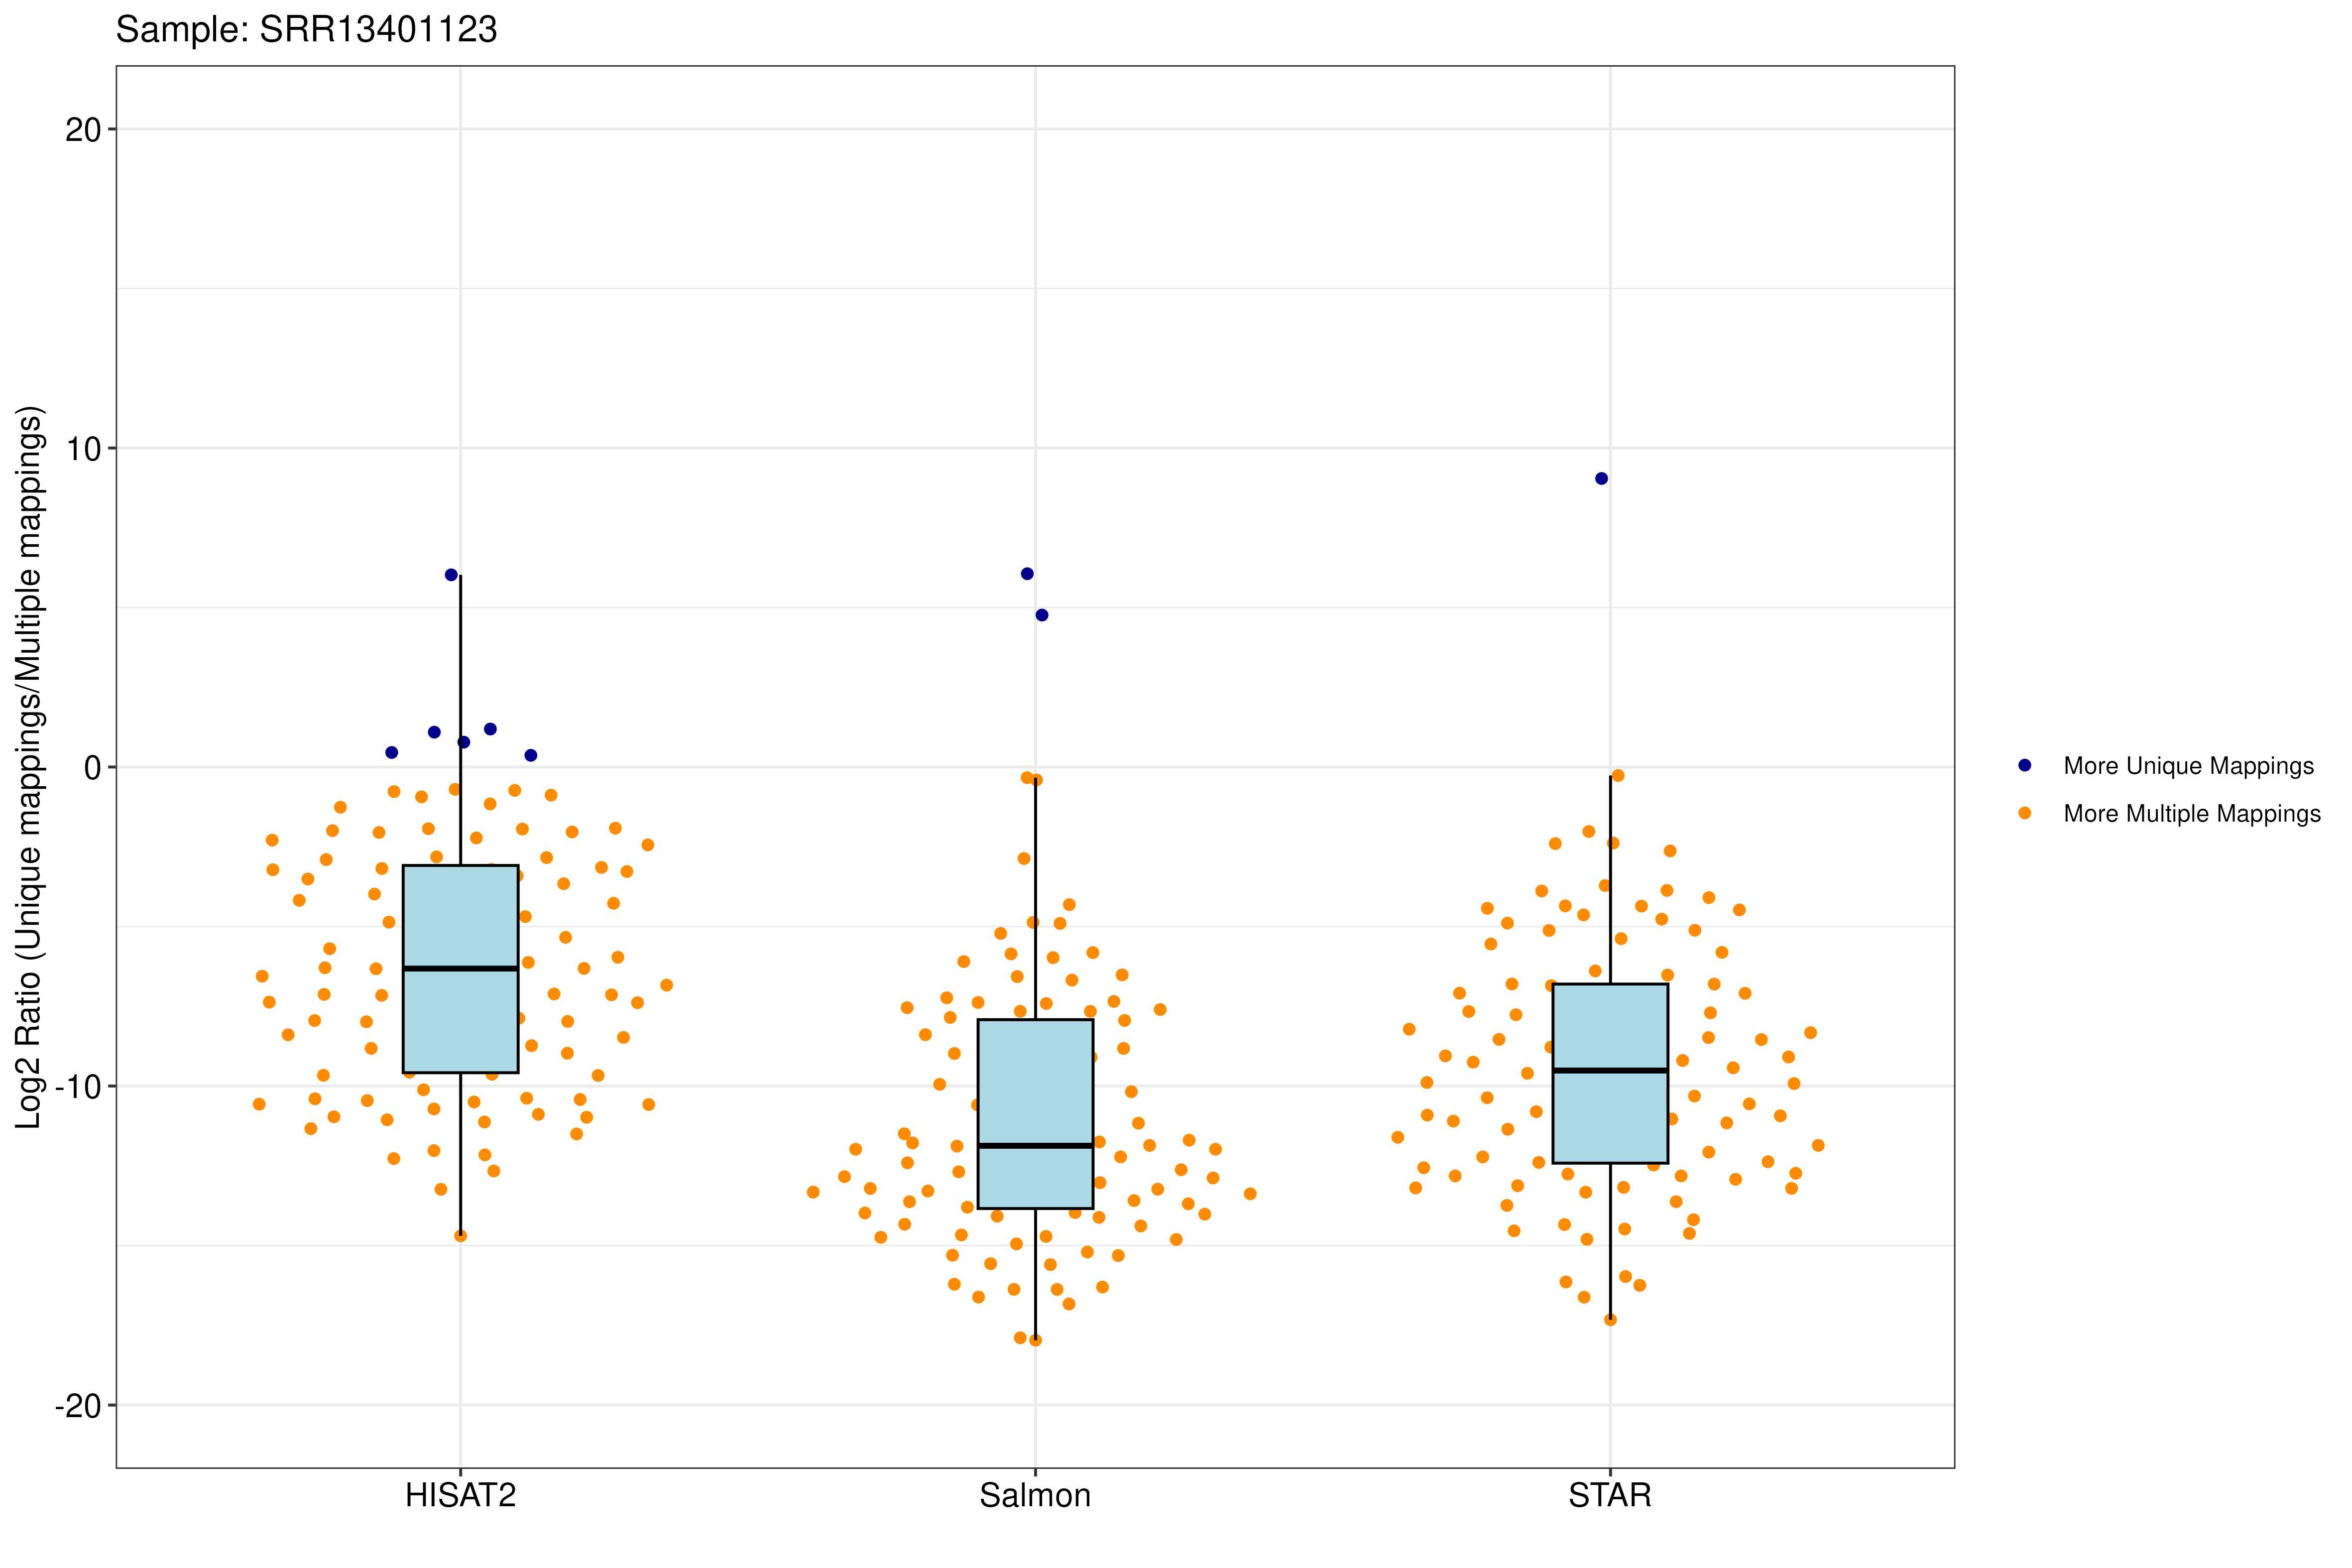 Sample: SRR13401123
Log2 Ratio (Unique mappings/Multiple mappings)
20
10
0
-10
-20
HISAT2
Salmon
STAR
More Unique Mappings
More Multiple Mappings